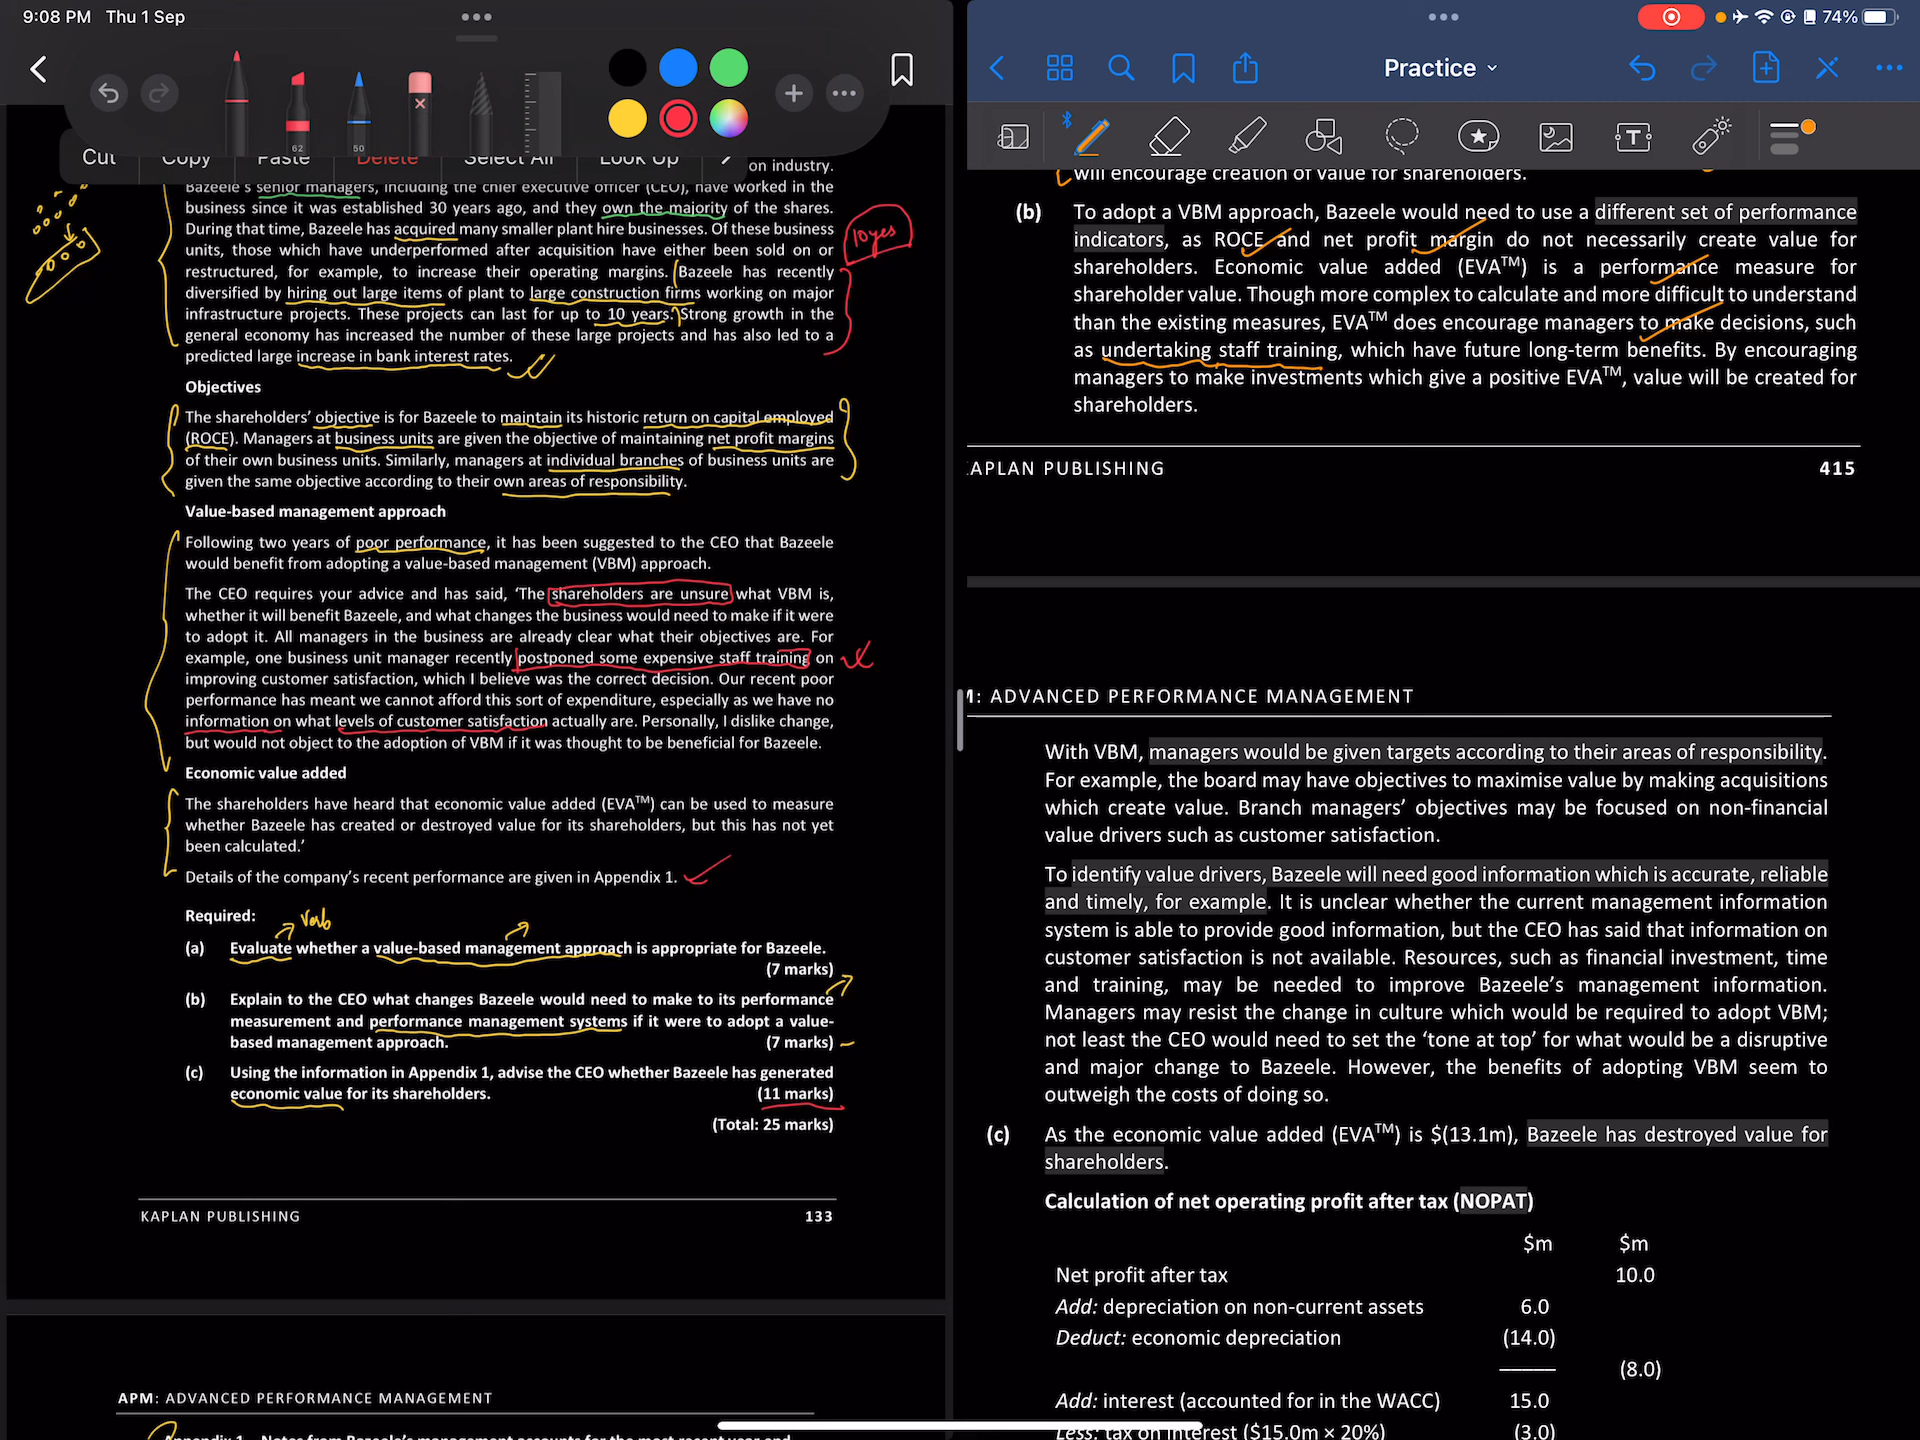 9:08 PM Thu 1 Sep
62
50
Cut Copy Paste Delete Select All Look Up
on industry.
Bazeele's senior managers, including the chief executive officer (CEO), have worked in the
business since it was established 30 years ago, and they own the majority of the shares.
During that time, Bazeele has acquired many smaller plant hire businesses. Of these business
units, those which have underperformed after acquisition have either been sold on or
restructured, for example, to increase their operating margins. Bazeele has recently
diversified by hiring out large items of plant to large construction firms working on major
infrastructure projects. These projects can last for up to 10 years. Strong growth in the
general economy has increased the number of these large projects and has also led to a
predicted large increase in bank interest rates.
10 yes
Objectives
The shareholders' objective is for Bazeele to maintain its historic return on capital employed
(ROCE). Managers at business units are given the objective of maintaining net profit margins
of their own business units. Similarly, managers at individual branches of business units are
given the same objective according to their own areas of responsibility.
Value-based management approach
Following two years of poor performance, it has been suggested to the CEO that Bazeele
would benefit from adopting a value-based management (VBM) approach.
The CEO requires your advice and has said, 'The shareholders are unsure what VBM is,
whether it will benefit Bazeele, and what changes the business would need to make if it were
to adopt it. All managers in the business are already clear what their objectives are. For
example, one business unit manager recently postponed some expensive staff training on
improving customer satisfaction, which I believe was the correct decision. Our recent poor
performance has meant we cannot afford this sort of expenditure, especially as we have no
information on what levels of customer satisfaction actually are. Personally, I dislike change,
but would not object to the adoption of VBM if it was thought to be beneficial for Bazeele.
Economic value added
The shareholders have heard that economic value added (EVA™) can be used to measure
whether Bazeele has created or destroyed value for its shareholders, but this has not yet
been calculated.'
Details of the company's recent performance are given in Appendix 1.
Required:
Verb
(a) Evaluate whether a value-based management approach is appropriate for Bazeele.
(7 marks)
(b) Explain to the CEO what changes Bazeele would need to make to its performance
measurement and performance management systems if it were to adopt a value-
based management approach. (7 marks)
(c) Using the information in Appendix 1, advise the CEO whether Bazeele has generated
economic value for its shareholders. (11 marks)
(Total: 25 marks)
KAPLAN PUBLISHING 133
APM: ADVANCED PERFORMANCE MANAGEMENT
Appendix 1 – Notes from Bazeele's management accounts for the most recent year end
74%
Practice
will encourage creation of value for shareholders.
(b) To adopt a VBM approach, Bazeele would need to use a different set of performance
indicators, as ROCE and net profit margin do not necessarily create value for
shareholders. Economic value added (EVA™) is a performance measure for
shareholder value. Though more complex to calculate and more difficult to understand
than the existing measures, EVA™ does encourage managers to make decisions, such
as undertaking staff training, which have future long-term benefits. By encouraging
managers to make investments which give a positive EVA™, value will be created for
shareholders.
APLAN PUBLISHING 415
: ADVANCED PERFORMANCE MANAGEMENT
With VBM, managers would be given targets according to their areas of responsibility.
For example, the board may have objectives to maximise value by making acquisitions
which create value. Branch managers' objectives may be focused on non-financial
value drivers such as customer satisfaction.
To identify value drivers, Bazeele will need good information which is accurate, reliable
and timely, for example. It is unclear whether the current management information
system is able to provide good information, but the CEO has said that information on
customer satisfaction is not available. Resources, such as financial investment, time
and training, may be needed to improve Bazeele's management information.
Managers may resist the change in culture which would be required to adopt VBM;
not least the CEO would need to set the 'tone at top' for what would be a disruptive
and major change to Bazeele. However, the benefits of adopting VBM seem to
outweigh the costs of doing so.
(c) As the economic value added (EVA™) is $(13.1m), Bazeele has destroyed value for
shareholders.
Calculation of net operating profit after tax (NOPAT)
$m $m
Net profit after tax 10.0
Add: depreciation on non-current assets 6.0
Deduct: economic depreciation (14.0)
(8.0)
Add: interest (accounted for in the WACC) 15.0
Less: tax on interest ($15.0m × 20%) (3.0)